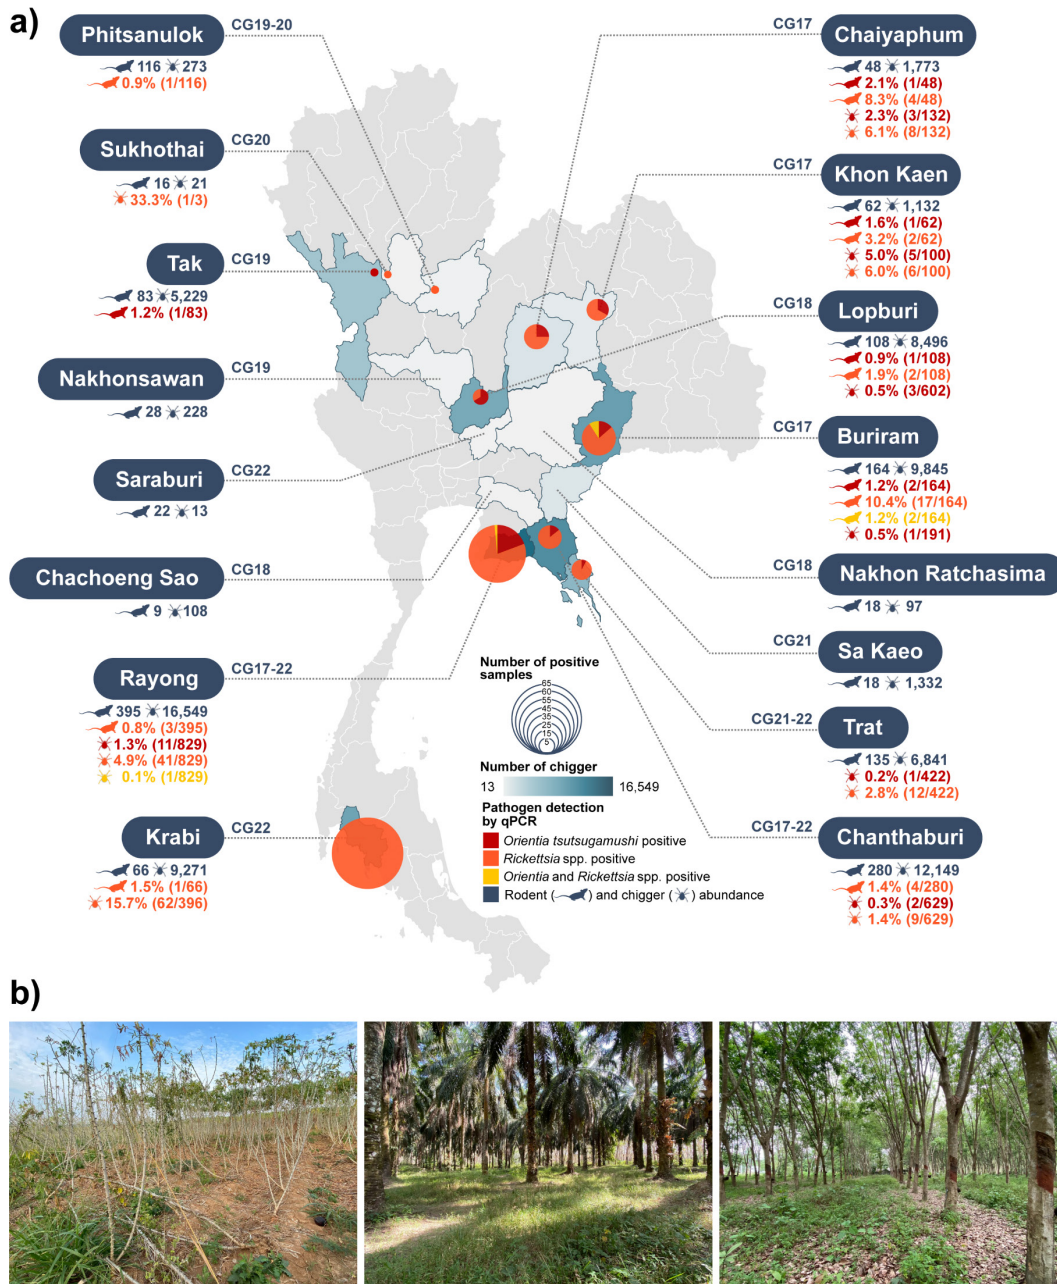 a)
Phitsanulok
CG19-20
116 273
0.9% (1/116)
Sukhothai
CG20
16 21
33.3% (1/3)
Tak
CG19
83 5,229
1.2% (1/83)
Nakhonsawan
CG19
28 228
Saraburi
CG22
22 13
Chachoeng Sao
CG18
9 108
Rayong
CG17-22
395 16,549
0.8% (3/395)
1.3% (11/829)
4.9% (41/829)
0.1% (1/829)
Krabi
CG22
66 9,271
1.5% (1/66)
15.7% (62/396)
CG17
Chaiyaphum
48 1,773
2.1% (1/48)
8.3% (4/48)
2.3% (3/132)
6.1% (8/132)
CG17
Khon Kaen
62 1,132
1.6% (1/62)
3.2% (2/62)
5.0% (5/100)
6.0% (6/100)
CG18
Lopburi
108 8,496
0.9% (1/108)
1.9% (2/108)
0.5% (3/602)
CG17
Buriram
164 9,845
1.2% (2/164)
10.4% (17/164)
1.2% (2/164)
0.5% (1/191)
CG18
Nakhon Ratchasima
18 97
CG21
Sa Kaeo
18 1,332
CG21-22
Trat
135 6,841
0.2% (1/422)
2.8% (12/422)
CG17-22
Chanthaburi
280 12,149
1.4% (4/280)
0.3% (2/629)
1.4% (9/629)
Number of positive
samples
65
60
55
45
35
25
15
5
Number of chigger
13 16,549
Pathogen detection
by qPCR
Orientia tsutsugamushi positive
Rickettsia spp. positive
Orientia and Rickettsia spp. positive
Rodent ( ) and chigger ( ) abundance
b)